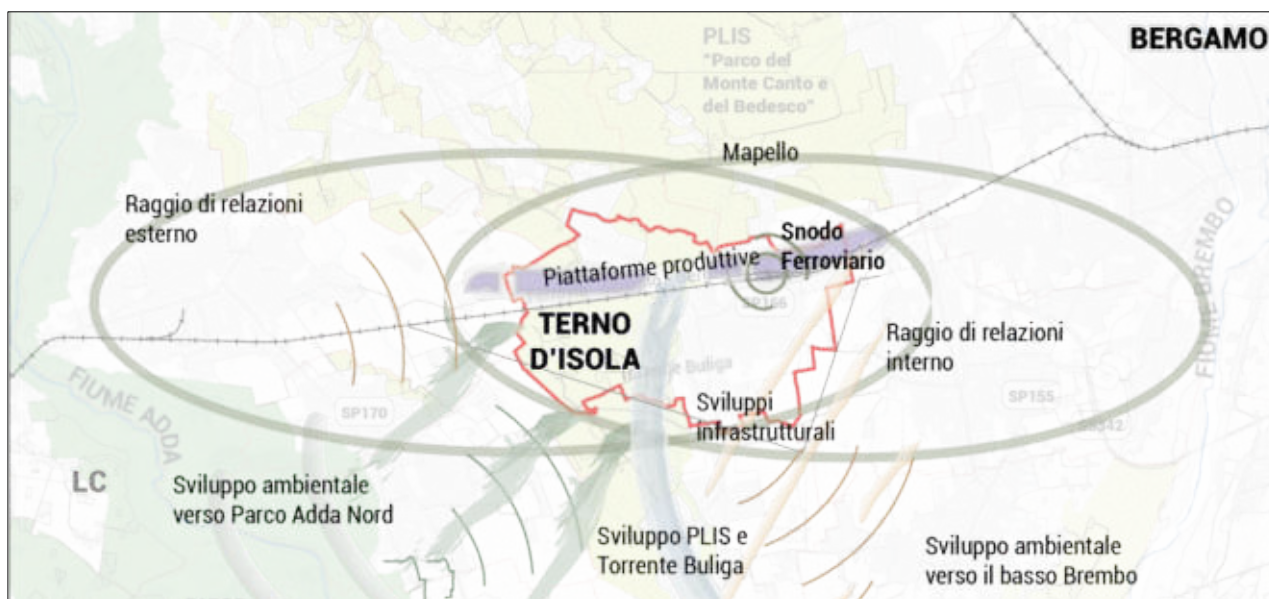 PLIS
"Parco del
Monte Canto e
del Bedesco"
BERGAMO
Mapello
Raggio di relazioni
esterno
Snodo
Ferroviario
Piattaforme produttive
SP166
FIUME BREMBO
TERNO
D'ISOLA
Raggio di relazioni
interno
Buliga
FIUME ADDA
SP170
Sviluppi
infrastrutturali
SP155
LC
Sviluppo ambientale
verso Parco Adda Nord
Sviluppo PLIS e
Torrente Buliga
Sviluppo ambientale
verso il basso Brembo